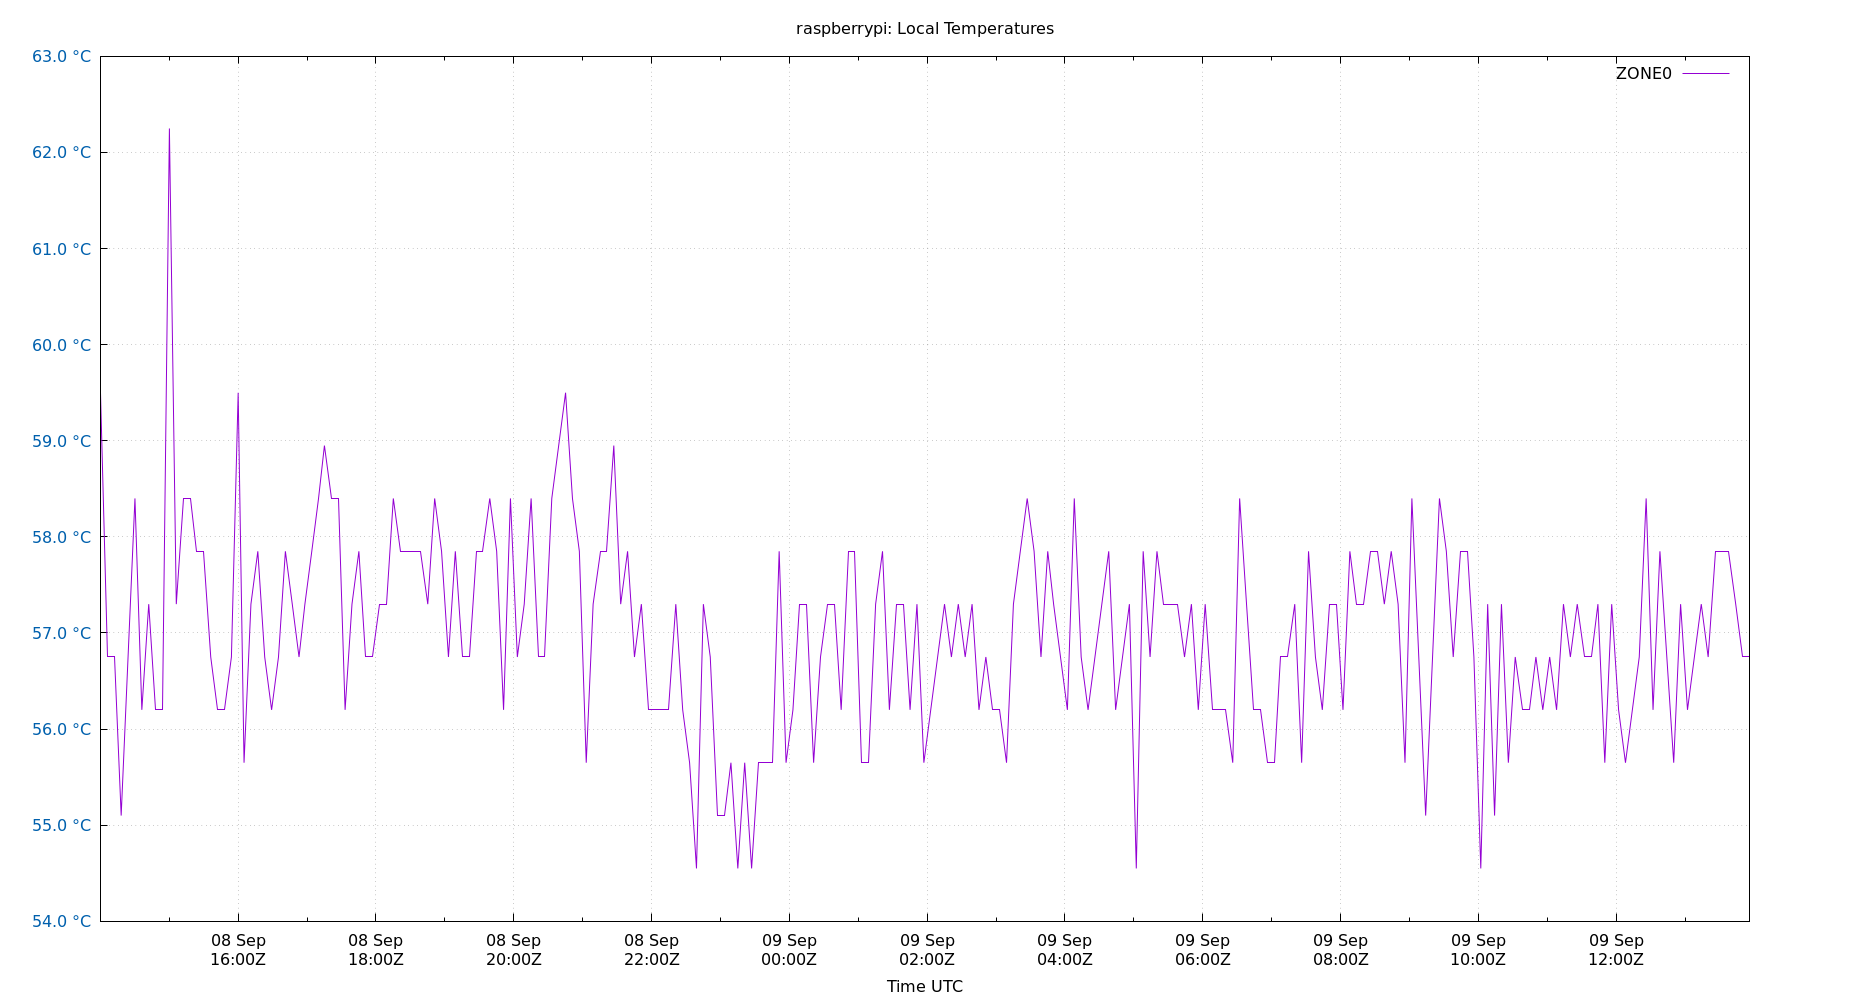 raspberrypi: Local Temperatures
63.0 °C
ZONE0
62.0 °C
61.0 °C
60.0 °C
59.0 °C
58.0 °C
57.0 °C
56.0 °C
55.0 °C
54.0 °C
08 Sep 08 Sep 08 Sep 08 Sep 09 Sep 09 Sep 09 Sep 09 Sep 09 Sep 09 Sep 09 Sep
16:00Z 18:00Z 20:00Z 22:00Z 00:00Z 02:00Z 04:00Z 06:00Z 08:00Z 10:00Z 12:00Z
Time UTC